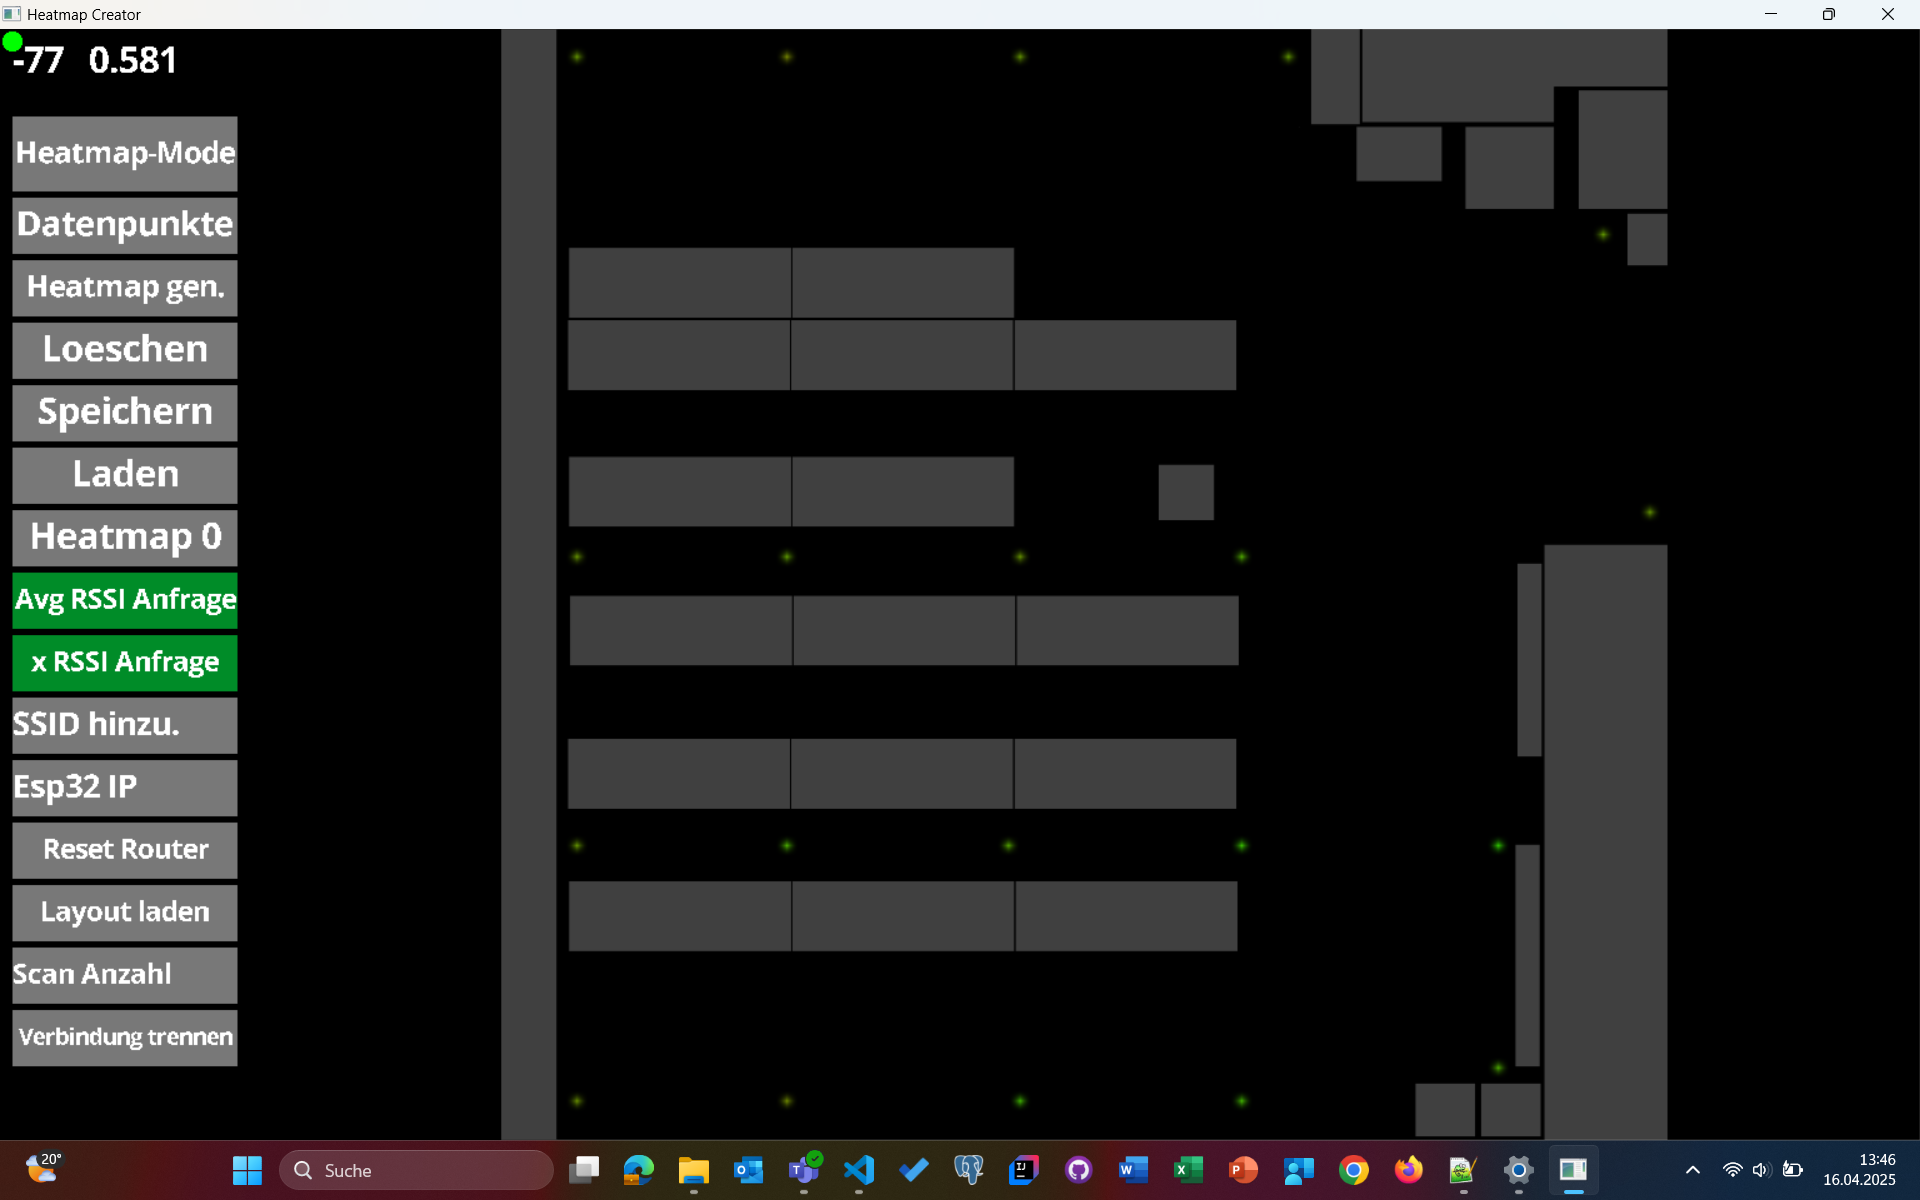 Heatmap Creator
-77 0.581
Heatmap-Mode
Datenpunkte
Heatmap gen.
Loeschen
Speichern
Laden
Heatmap 0
Avg RSSI Anfrage
x RSSI Anfrage
SSID hinzu.
Esp32 IP
Reset Router
Layout laden
Scan Anzahl
Verbindung trennen
20°
Suche
13:46
16.04.2025